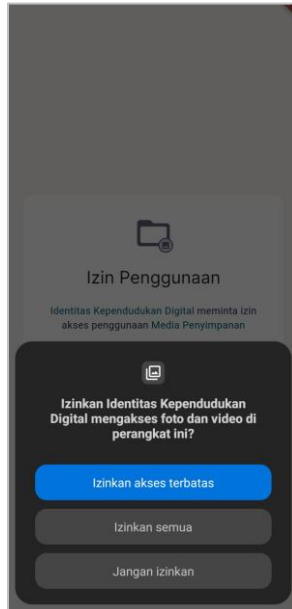 Izin Penggunaan
Identitas Kependudukan Digital meminta izin
akses penggunaan Media Penyimpanan
Izinkan Identitas Kependudukan
Digital mengakses foto dan video di
perangkat ini?
Izinkan akses terbatas
Izinkan semua
Jangan izinkan